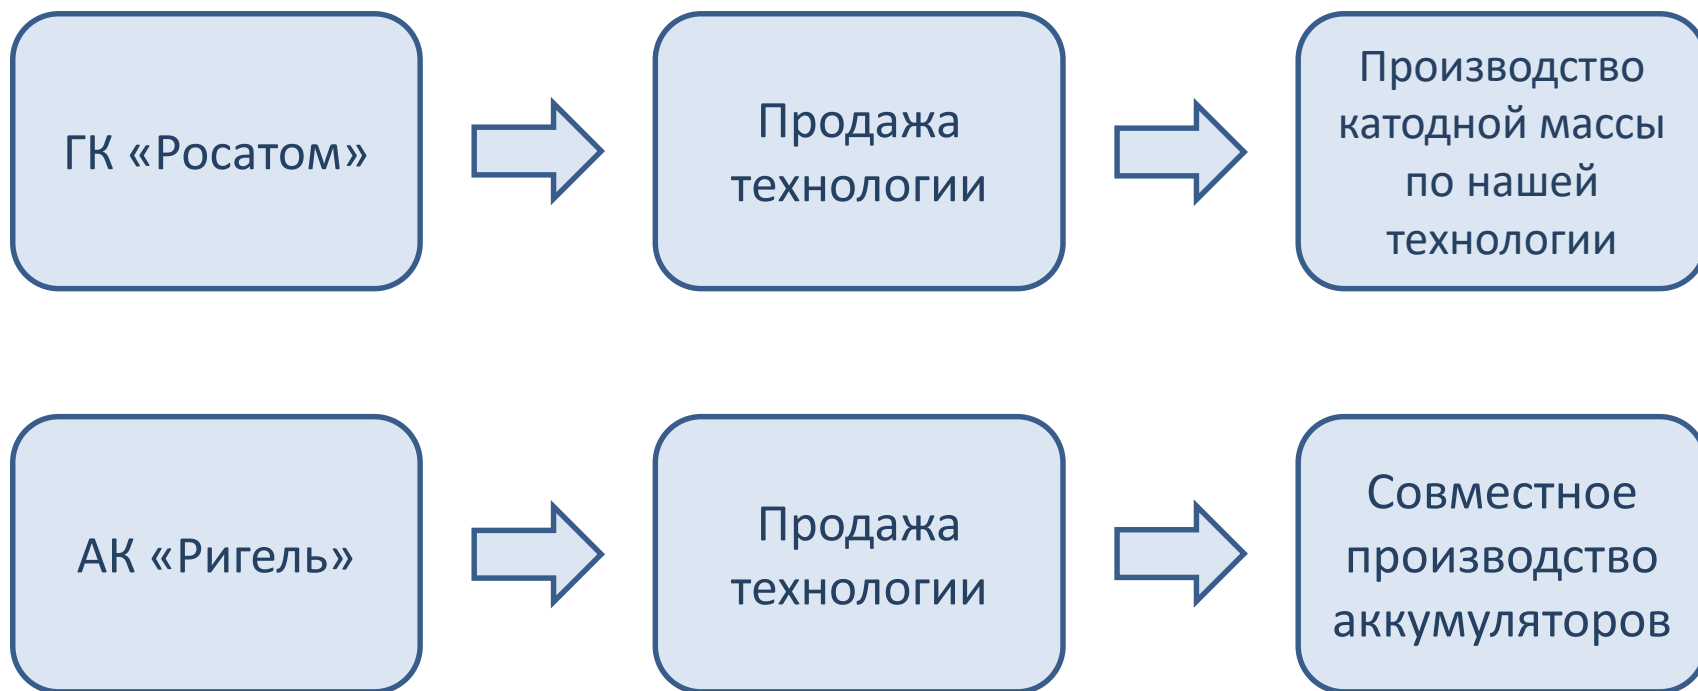 ГК «Росатом»
Продажа
технологии
Производство
катодной массы
по нашей
технологии
АК «Ригель»
Продажа
технологии
Совместное
производство
аккумуляторов